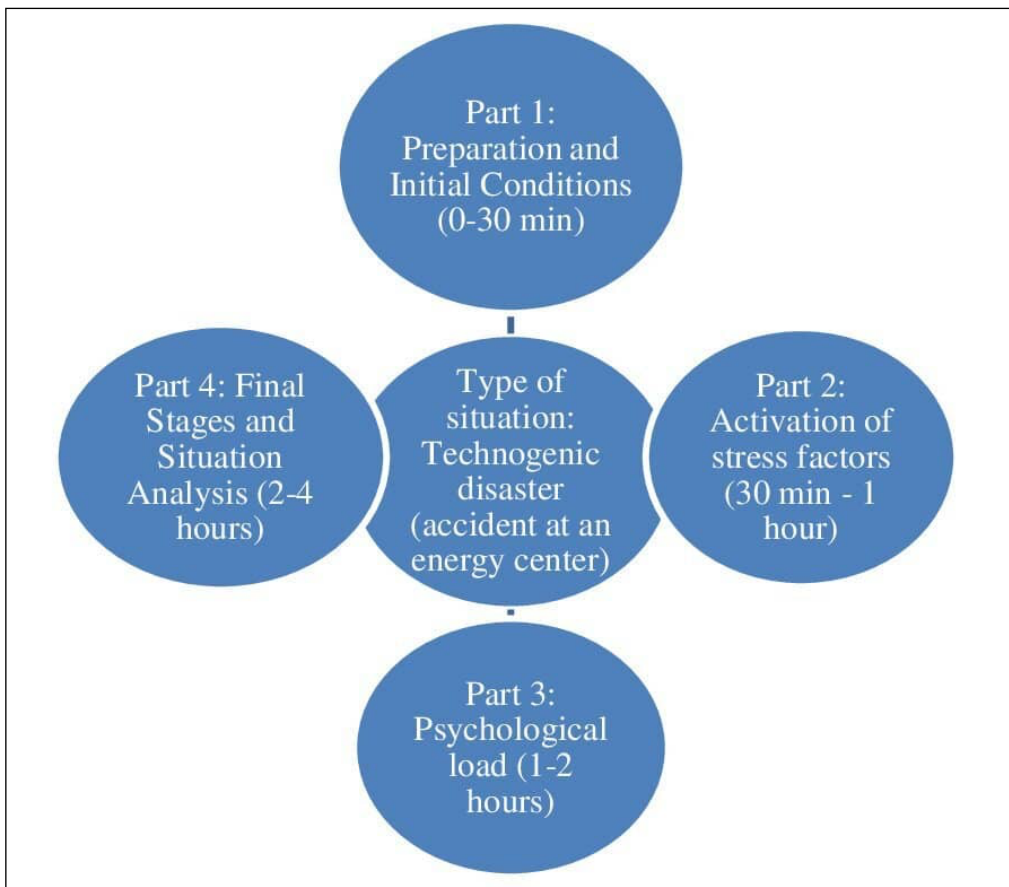 Part 1:
Preparation and
Initial Conditions
(0-30 min)
Part 4: Final
Stages and
Situation
Analysis (2-4
hours)
Type of
situation:
Technogenic
disaster
(accident at an
energy center)
Part 2:
Activation of
stress factors
(30 min - 1
hour)
Part 3:
Psychological
load (1-2
hours)